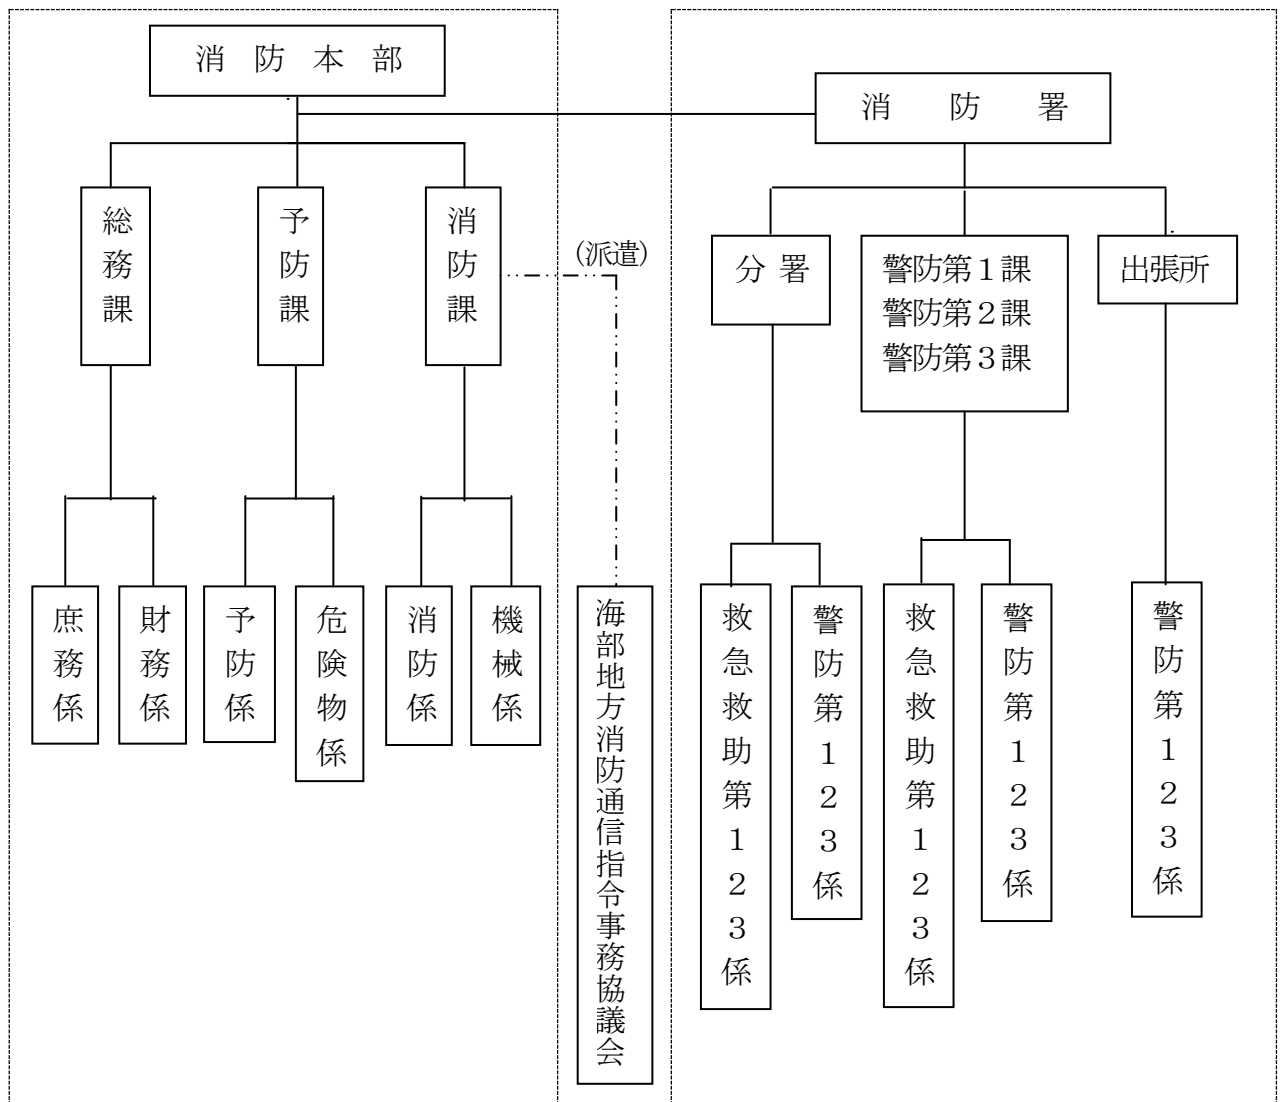 消防本部
消防署
総務課
予防課
消防課
(派遣)
分署
警防第１課
警防第２課
警防第３課
出張所
庶務係
財務係
予防係
危険物係
消防係
機械係
海部地方消防通信指令事務協議会
救急救助第１２３係
警防第１２３係
救急救助第１２３係
警防第１２３係
警防第１２３係